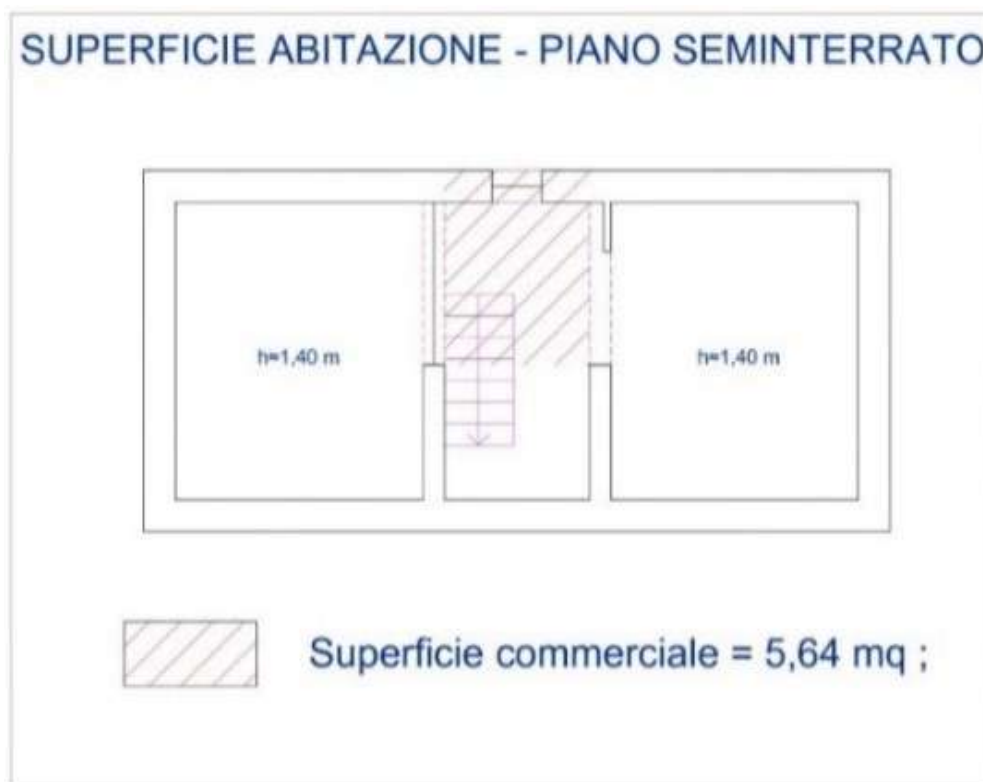 SUPERFICIE ABITAZIONE - PIANO SEMINTERRATO
h=1,40 m
h=1,40 m
Superficie commerciale = 5,64 mq ;